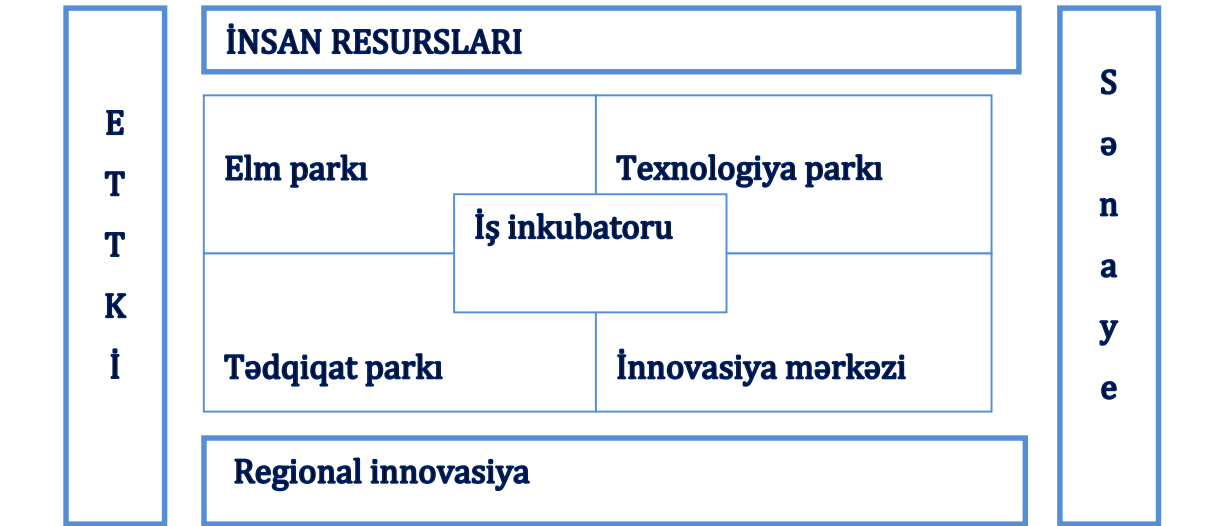 İNSAN RESURSLARI
E
T
T
K
İ
Elm parkı
Texnologiya parkı
İş inkubatoru
Tədqiqat parkı
İnnovasiya mərkəzi
Regional innovasiya
S
ə
n
a
y
e